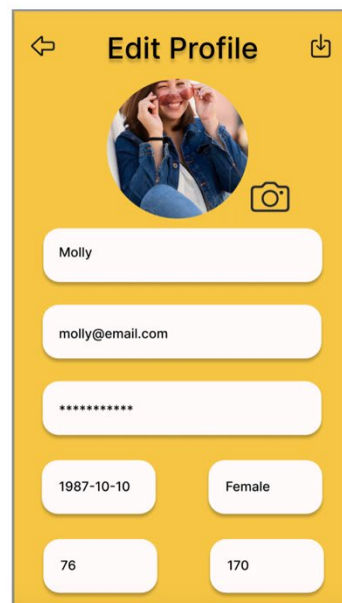 Edit Profile
Molly
molly@email.com
***********
1987-10-10
Female
76
170